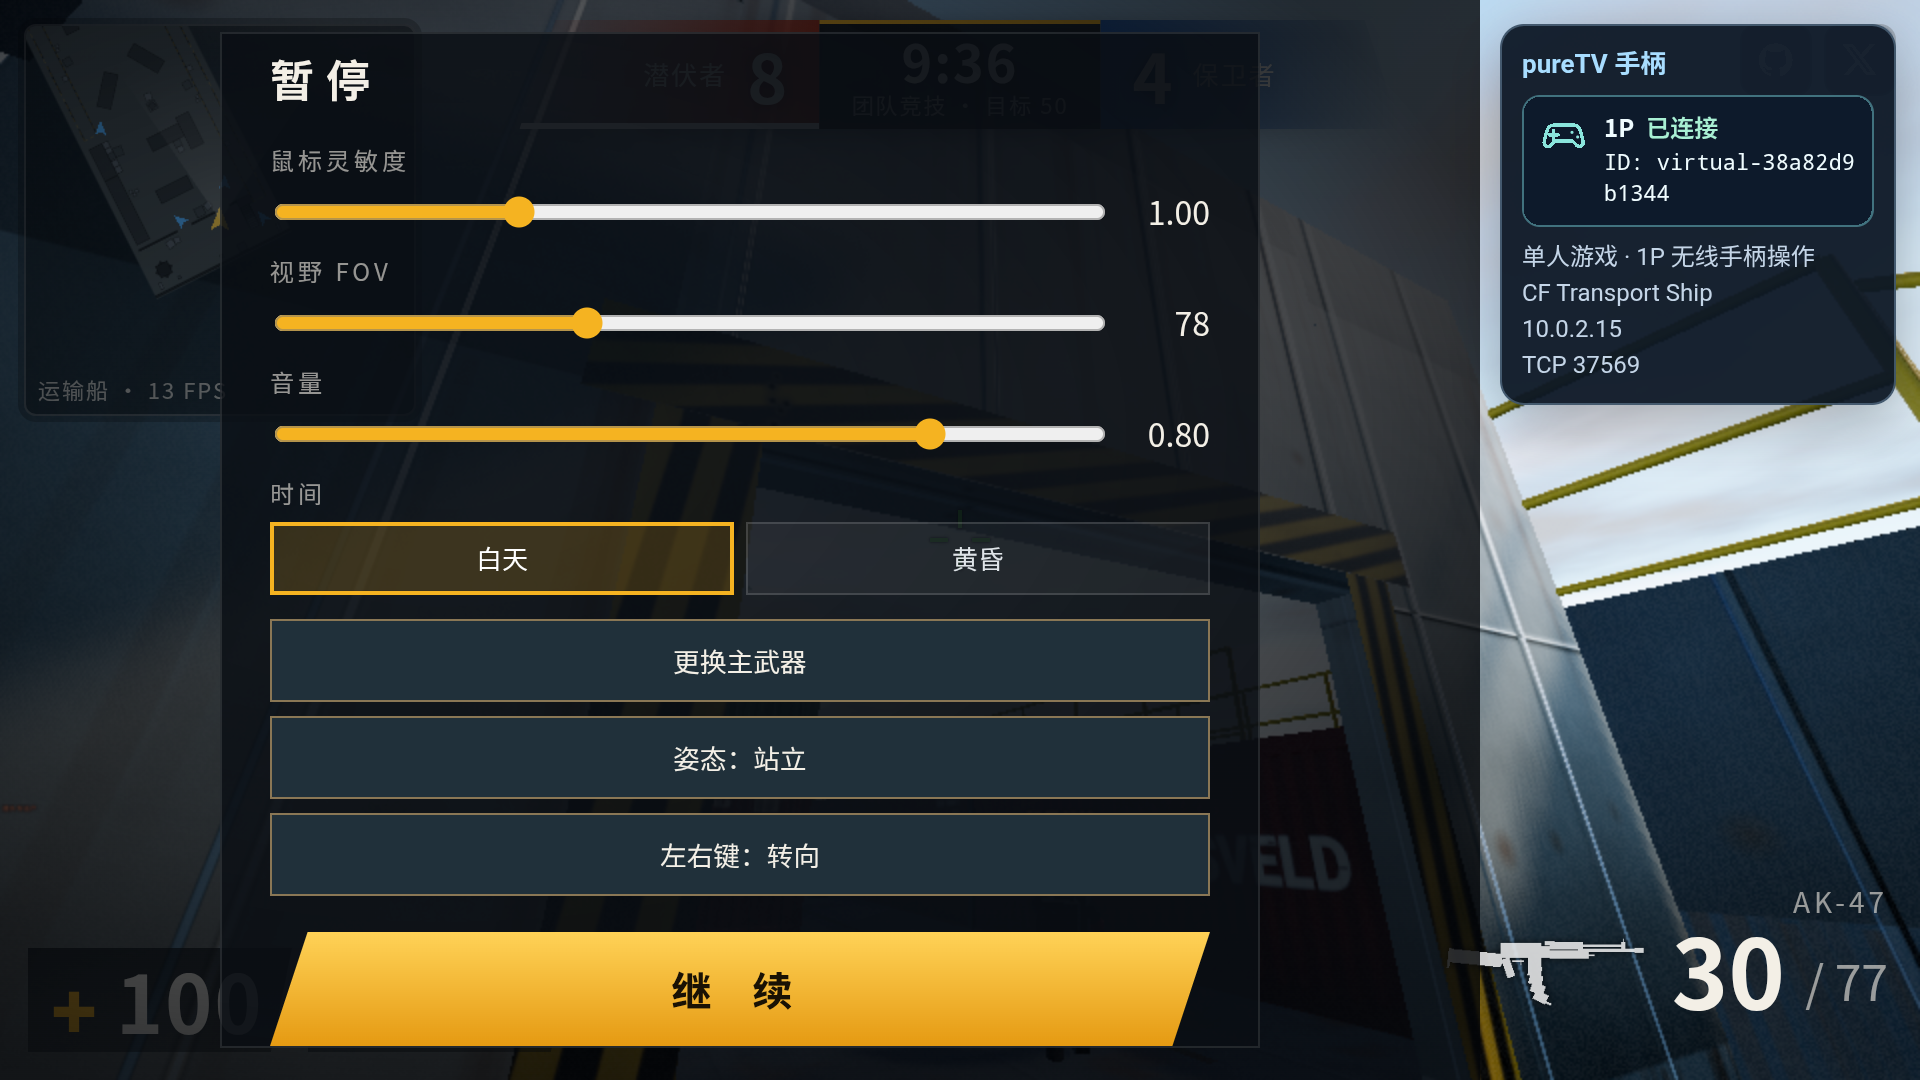 暂停
潜伏者 8
9:36
4 保卫者
团队竞技 · 目标 50
鼠标灵敏度
1.00
视野 FOV
78
运输船 · 13 FPS
音量
0.80
时间
白天
黄昏
更换主武器
姿态：站立
左右键：转向
继续
+ 100
pureTV 手柄
1P 已连接
ID: virtual-38a82d9
b1344
单人游戏 · 1P 无线手柄操作
CF Transport Ship
10.0.2.15
TCP 37569
VELD
AK-47
30 / 77